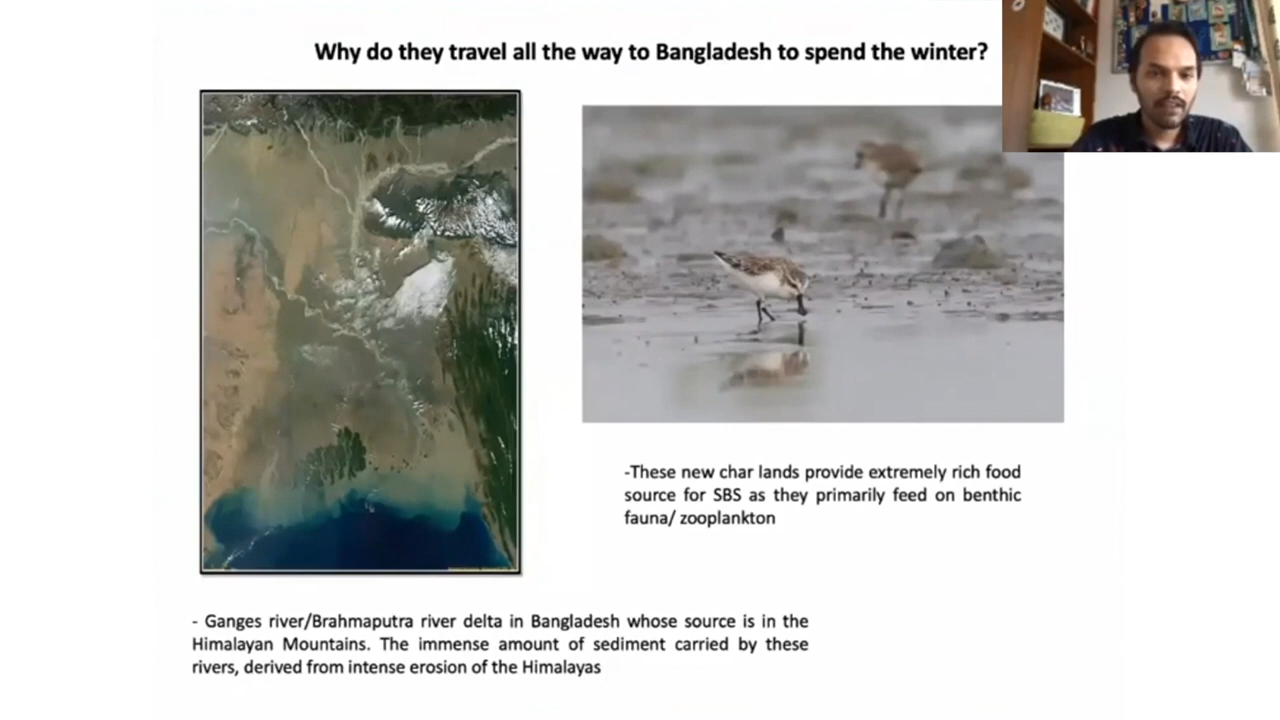 Why do they travel all the way to Bangladesh to spend the winter?
-These new char lands provide extremely rich food
source for SBS as they primarily feed on benthic
fauna/ zooplankton
- Ganges river/Brahmaputra river delta in Bangladesh whose source is in the
Himalayan Mountains. The immense amount of sediment carried by these
rivers, derived from intense erosion of the Himalayas